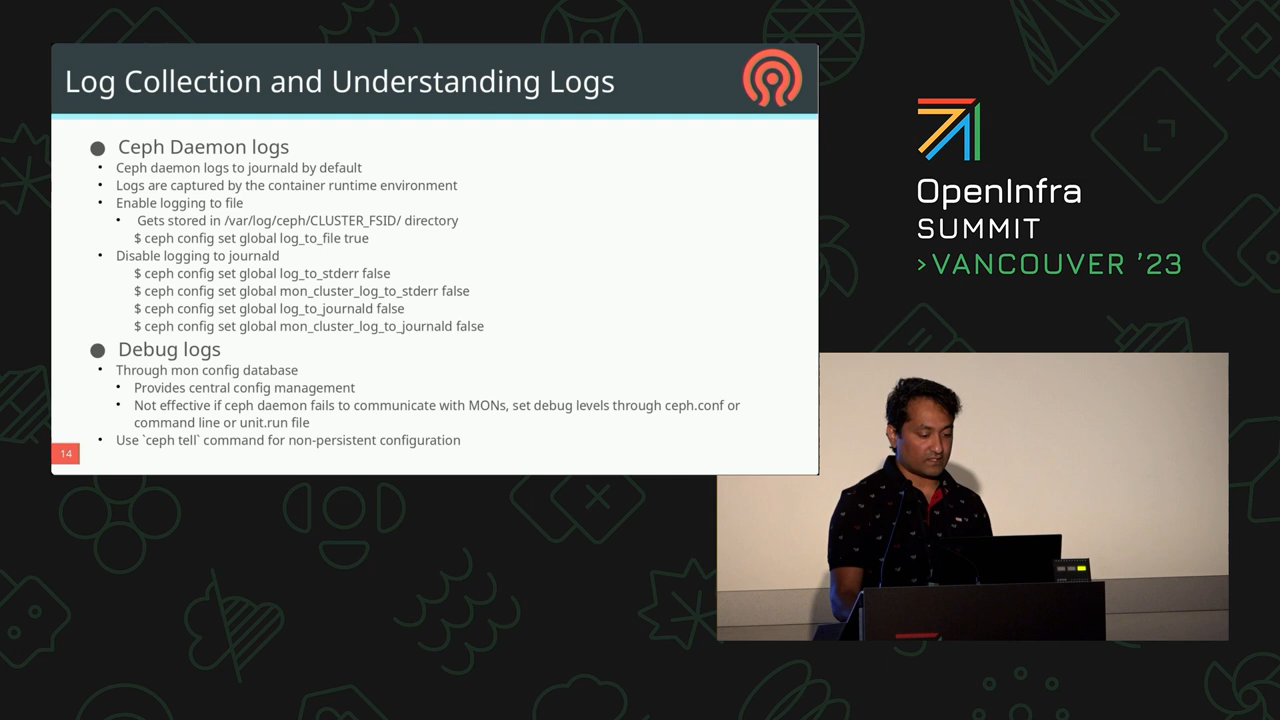 Log Collection and Understanding Logs
● Ceph Daemon logs
• Ceph daemon logs to journald by default
• Logs are captured by the container runtime environment
• Enable logging to file
• Gets stored in /var/log/ceph/CLUSTER_FSID/ directory
$ ceph config set global log_to_file true
• Disable logging to journald
$ ceph config set global log_to_stderr false
$ ceph config set global mon_cluster_log_to_stderr false
$ ceph config set global log_to_journald false
$ ceph config set global mon_cluster_log_to_journald false
● Debug logs
• Through mon config database
• Provides central config management
• Not effective if ceph daemon fails to communicate with MONs, set debug levels through ceph.conf or
command line or unit.run file
• Use `ceph tell` command for non-persistent configuration
14
OpenInfra
SUMMIT
>VANCOUVER '23